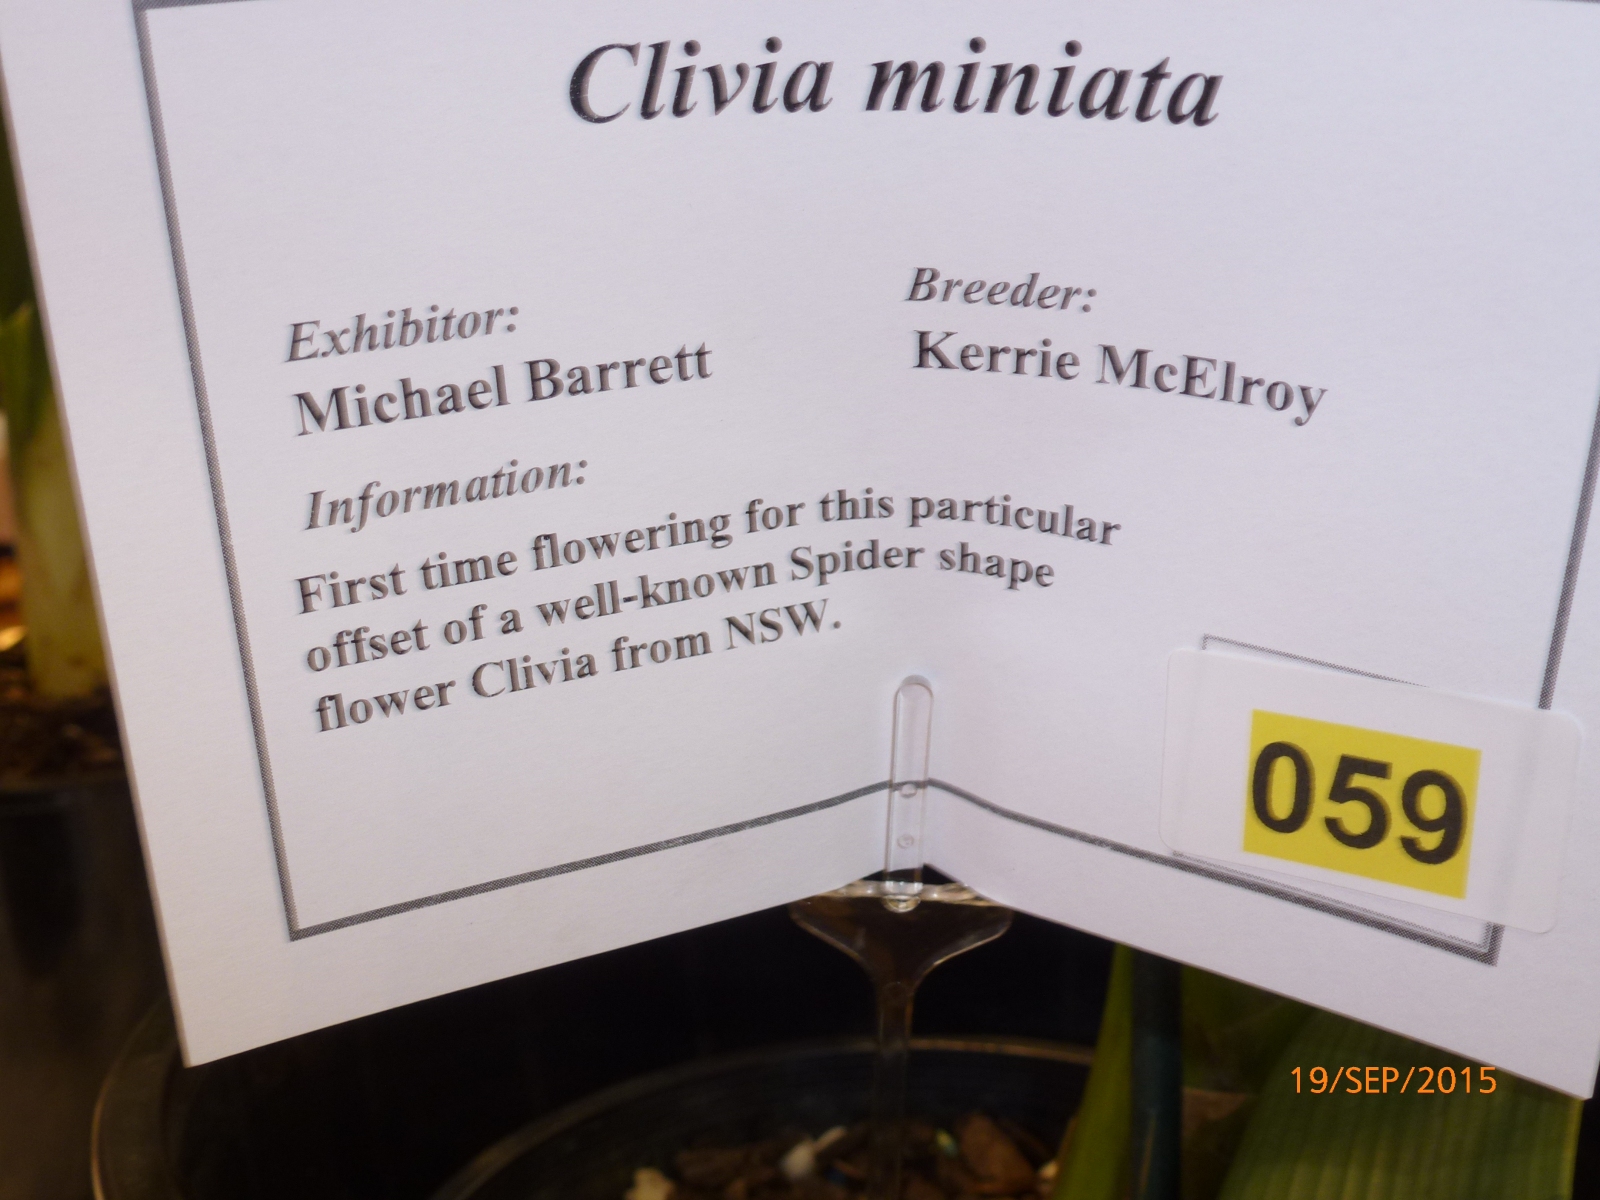 Clivia miniata
Exhibitor:
Michael Barrett
Breeder:
Kerrie McElroy
Information:
First time flowering for this particular
offset of a well-known Spider shape
flower Clivia from NSW.
059
19/SEP/2015